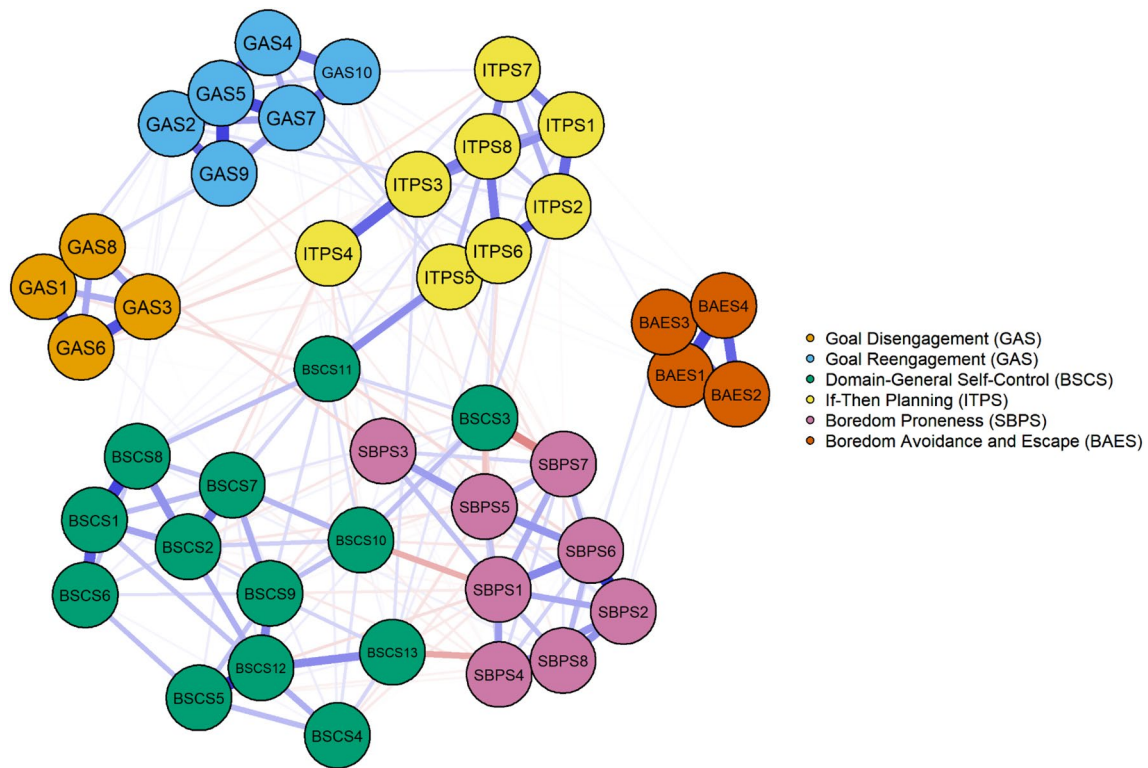 GAS4
GAS10
GAS5
GAS2
GAS7
GAS9
ITPS7
ITPS1
ITPS8
ITPS3
ITPS2
ITPS4
ITPS6
ITPS5
GAS8
GAS1
GAS3
GAS6
BAES3
BAES4
BAES1
BAES2
Goal Disengagement (GAS)
Goal Reengagement (GAS)
Domain-General Self-Control (BSCS)
If-Then Planning (ITPS)
Boredom Proneness (SBPS)
Boredom Avoidance and Escape (BAES)
BSCS11
BSCS3
BSCS8
SBPS3
SBPS7
BSCS7
BSCS1
SBPS5
BSCS2
BSCS10
SBPS6
BSCS6
BSCS9
SBPS1
SBPS2
BSCS12
BSCS13
SBPS8
SBPS4
BSCS5
BSCS4